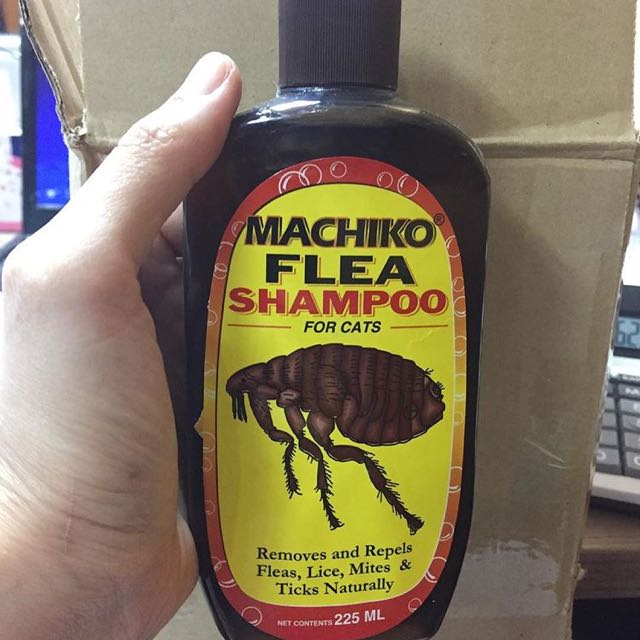 MACHIKO®
FLEA
SHAMPOO
FOR CATS
Removes and Repels
Fleas, Lice, Mites &
Ticks Naturally
NET CONTENTS 225 ML